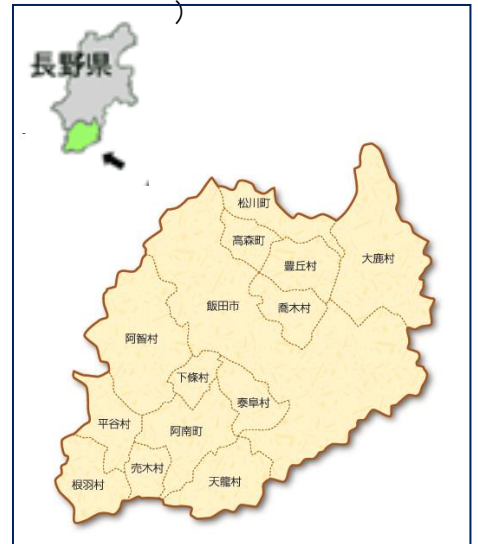 )
長野県
松川町
高森町
豊丘村
大鹿村
飯田市
喬木村
阿智村
下條村
泰阜村
平谷村
阿南町
売木村
根羽村
天龍村